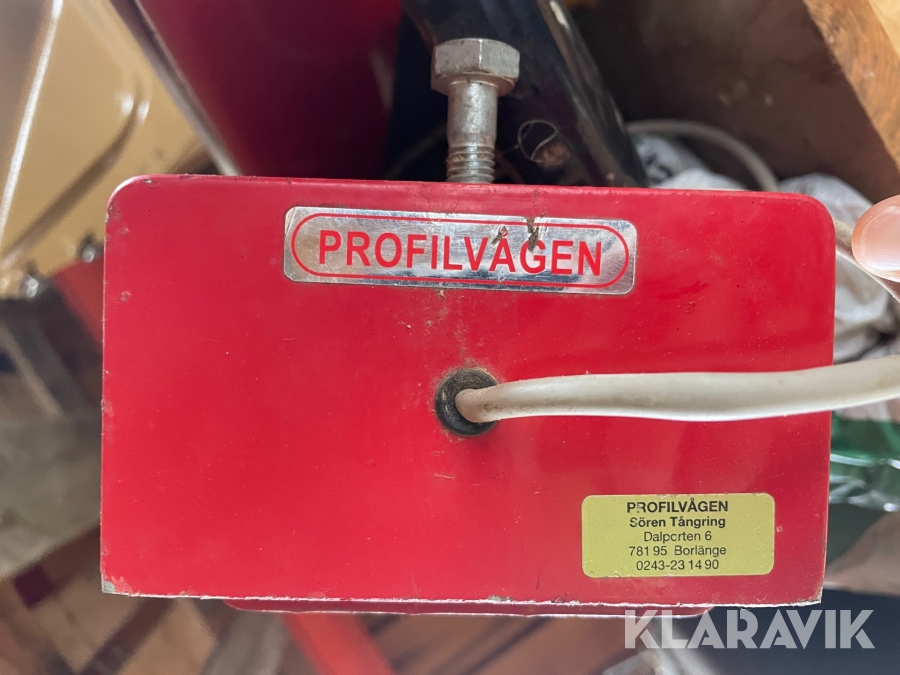 PROFILVÅGEN
PROFILVÅGEN
Sören Tångring
Dalporten 6
781 95 Borlänge
0243-23 14 90
KLARAVIK